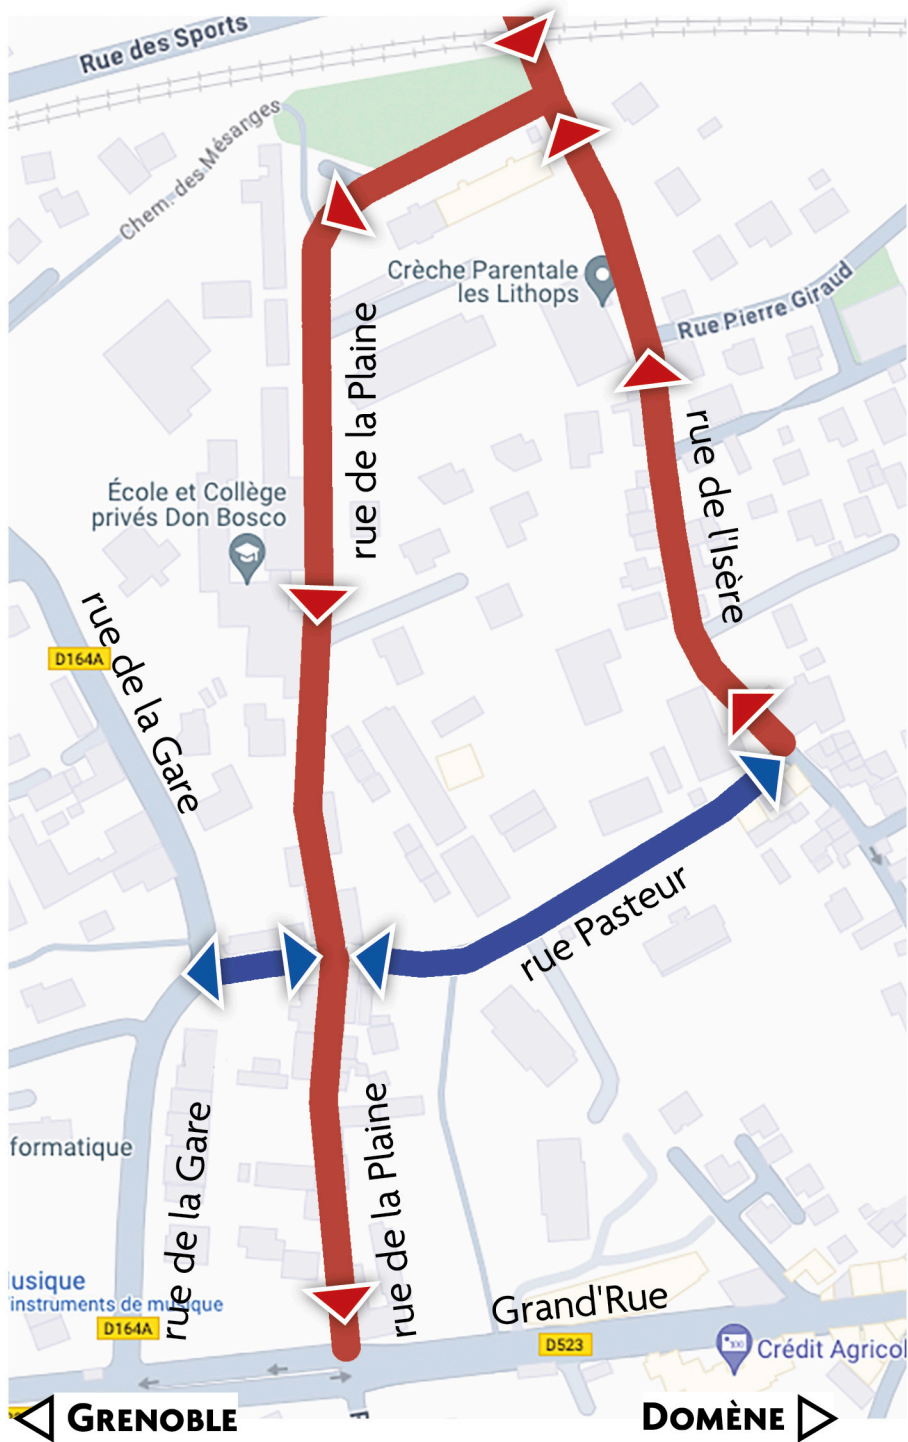 Rue des Sports
Chem. des Mésanges
Crèche Parentale
les Lithops
Rue Pierre Giraud
rue de la Plaine
rue de l'Isère
École et Collège
privés Don Bosco
rue de la Gare
D164A
rue Pasteur
formatique
rue de la Gare
rue de la Plaine
usique
instruments de musique
D164A
Grand'Rue
D523
Crédit Agricol
GRENOBLE
DOMÈNE